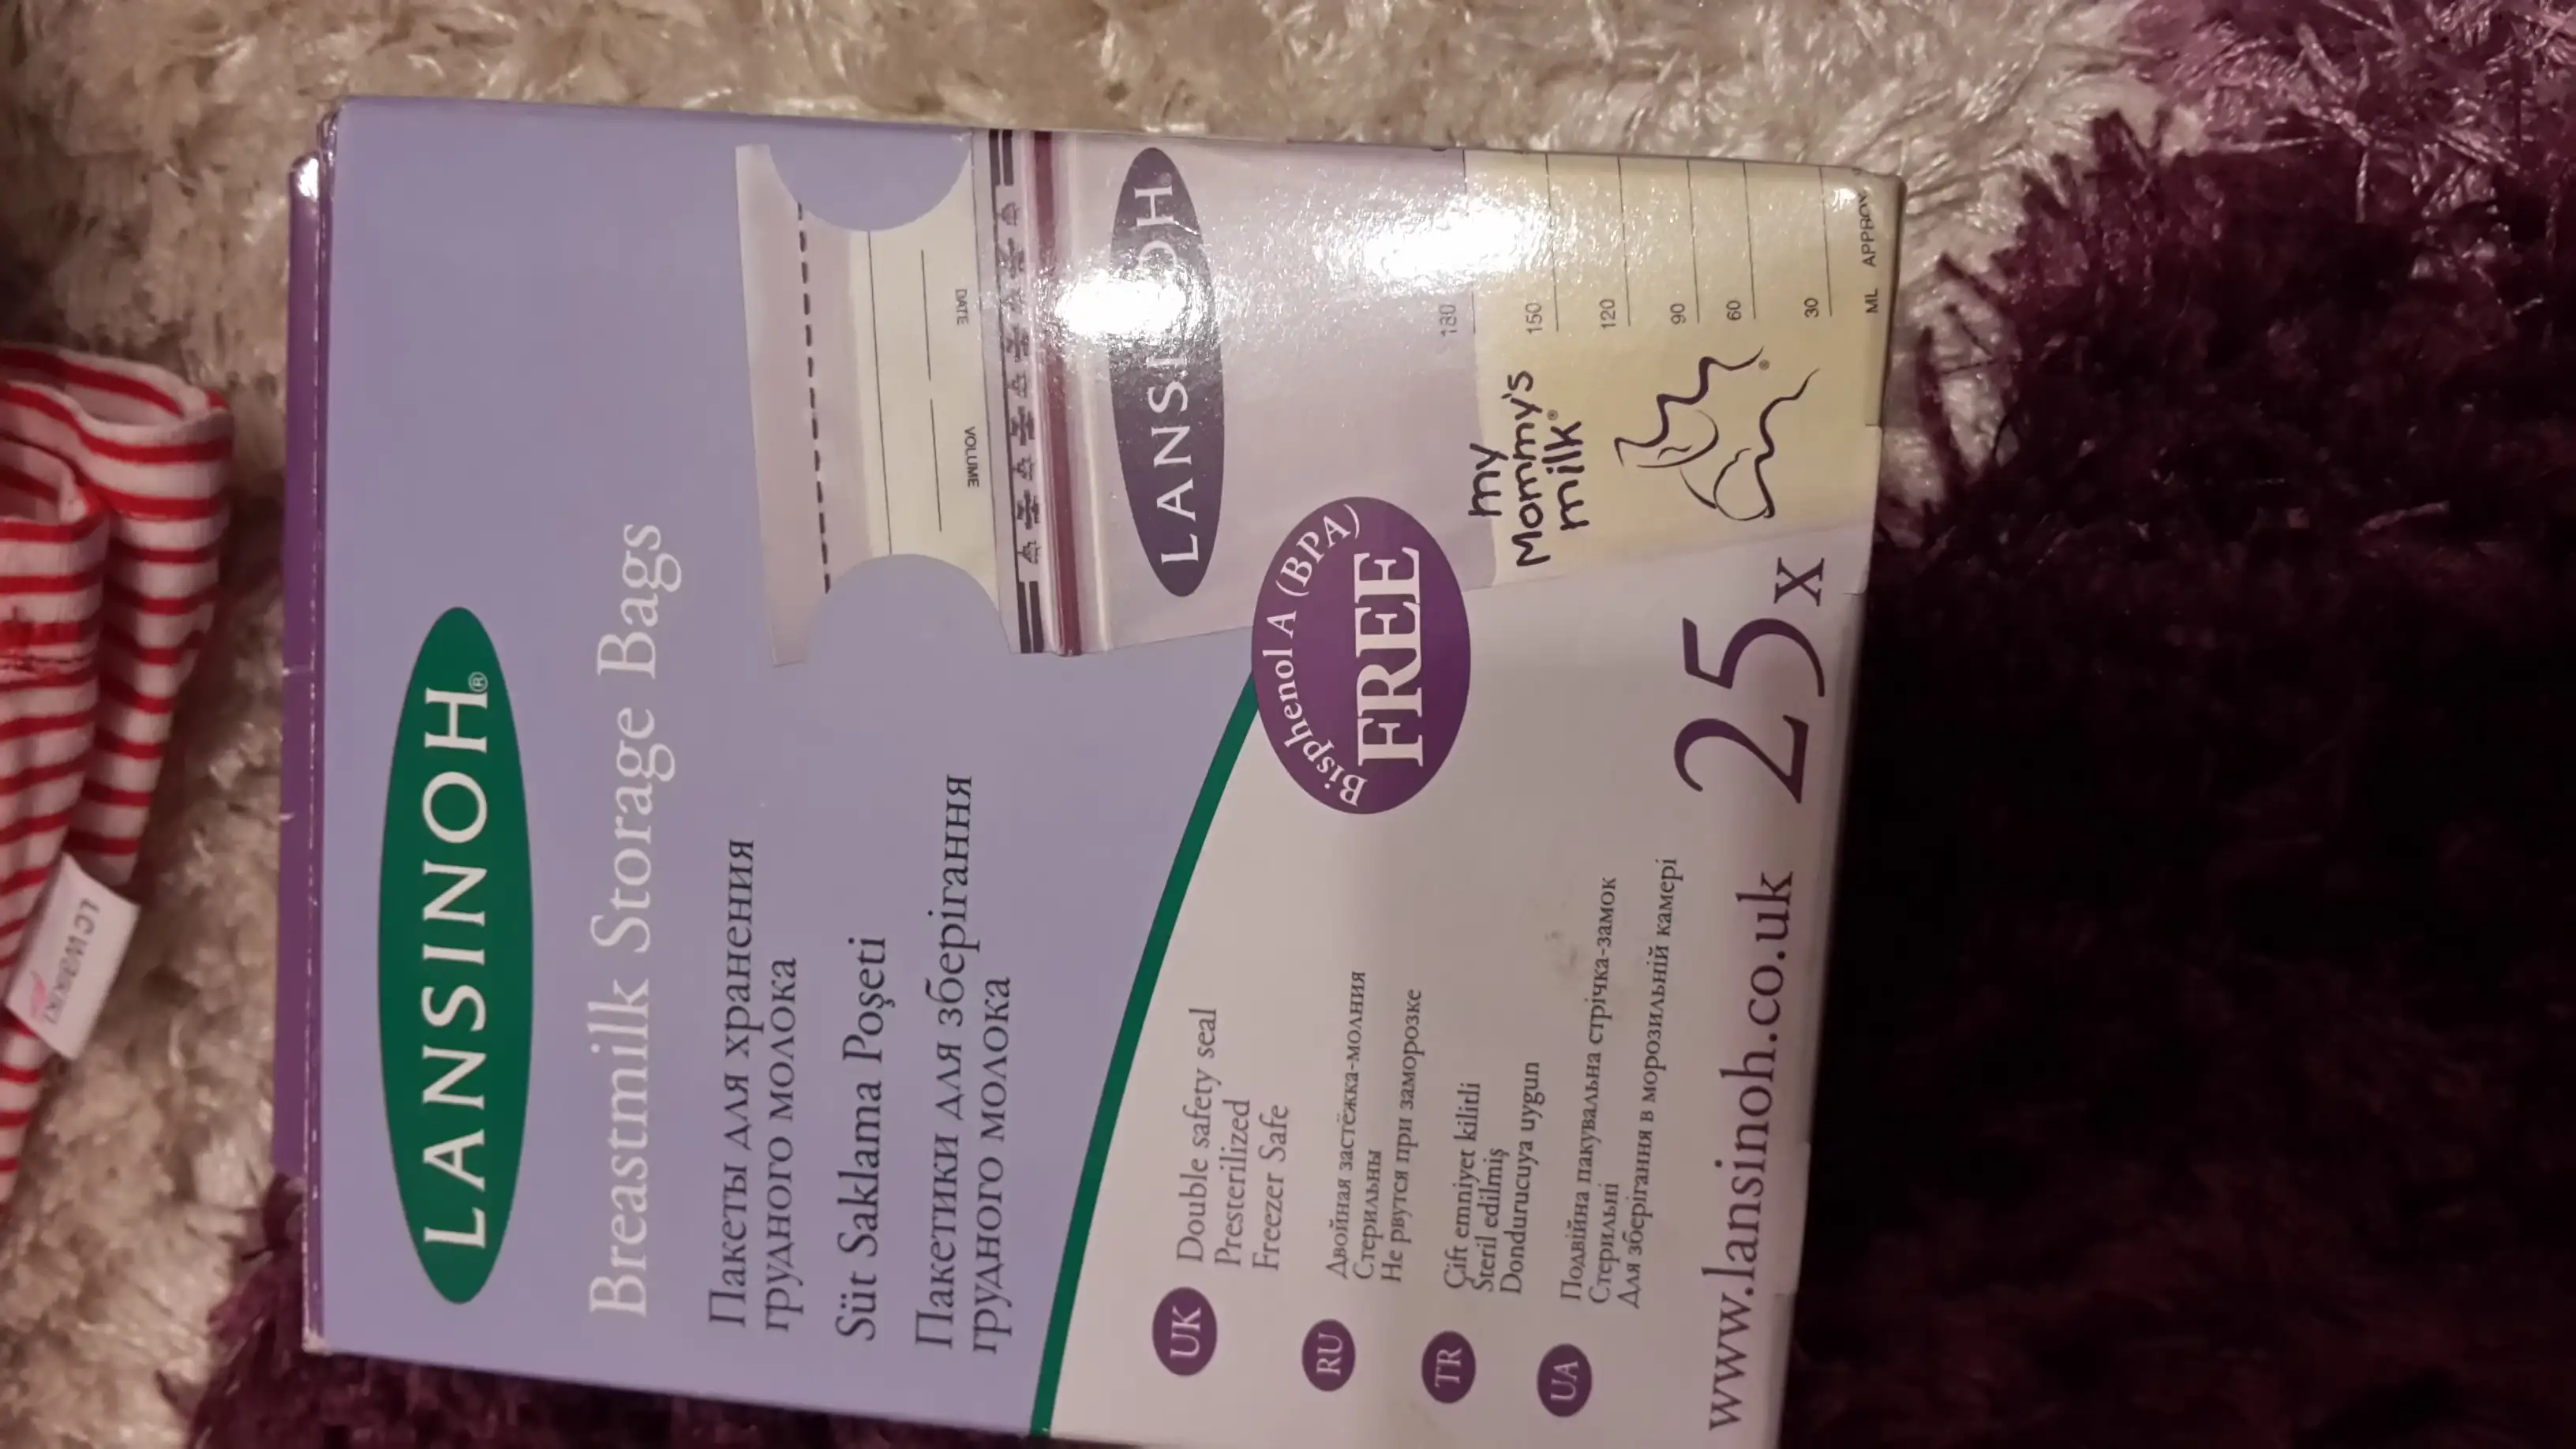 LANSINOH®
Breastmilk Storage Bags
Пакеты для хранения
грудного молока
Süt Saklama Poşeti
Пакетики для зберігання
грудного молока
DATE
VOLUME
LANSINOH
180
150
120
90
60
30
ML
my
Mommy's
milk®
Bisphenol A (BPA)
FREE
UK
Double safety seal
Presterilized
Freezer Safe
RU
Двойная застёжка-молния
Стерильны
Не рвутся при заморозке
TR
Çift emniyet kilitli
Steril edilmiş
Dondurucuya uygun
UA
Подвійна пакувальна стрічка-замок
Стерильні
Для зберігання в морозильній камері
www.lansinoh.co.uk
25x
LC WAIKIKI